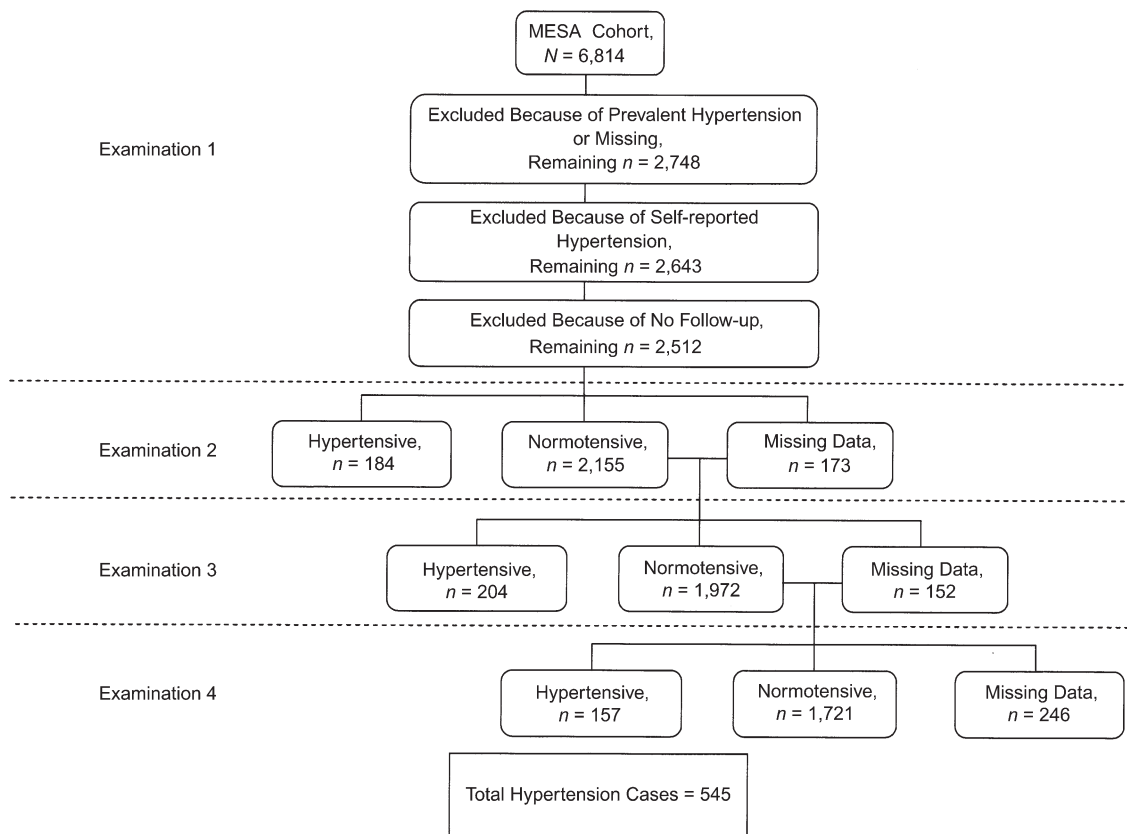 MESA Cohort,
N = 6,814
Examination 1
Excluded Because of Prevalent Hypertension
or Missing,
Remaining n = 2,748
Excluded Because of Self-reported
Hypertension,
Remaining n = 2,643
Excluded Because of No Follow-up,
Remaining n = 2,512
Examination 2
Hypertensive,
n = 184
Normotensive,
n = 2,155
Missing Data,
n = 173
Examination 3
Hypertensive,
n = 204
Normotensive,
n = 1,972
Missing Data,
n = 152
Examination 4
Hypertensive,
n = 157
Normotensive,
n = 1,721
Missing Data,
n = 246
Total Hypertension Cases = 545